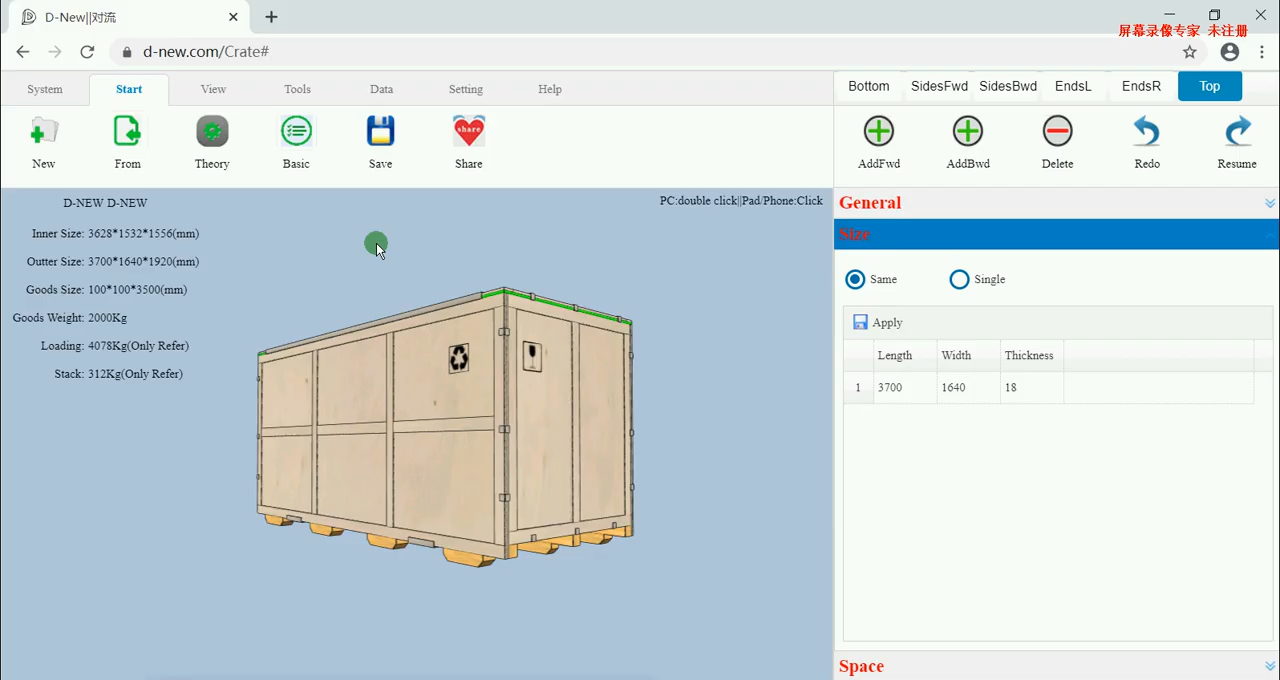 D-New||对流
屏幕录像专家 未注册
d-new.com/Crate#
System Start View Tools Data Setting Help
Bottom SidesFwd SidesBwd EndsL EndsR Top
New From Theory Basic Save Share
share
AddFwd AddBwd Delete Redo Resume
D-NEW D-NEW
PC:double click||Pad/Phone:Click
Inner Size: 3628*1532*1556(mm)
Outter Size: 3700*1640*1920(mm)
Goods Size: 100*100*3500(mm)
Goods Weight: 2000Kg
Loading: 4078Kg(Only Refer)
Stack: 312Kg(Only Refer)
General
Size
Same Single
Apply
Length Width Thickness
1 3700 1640 18
Space